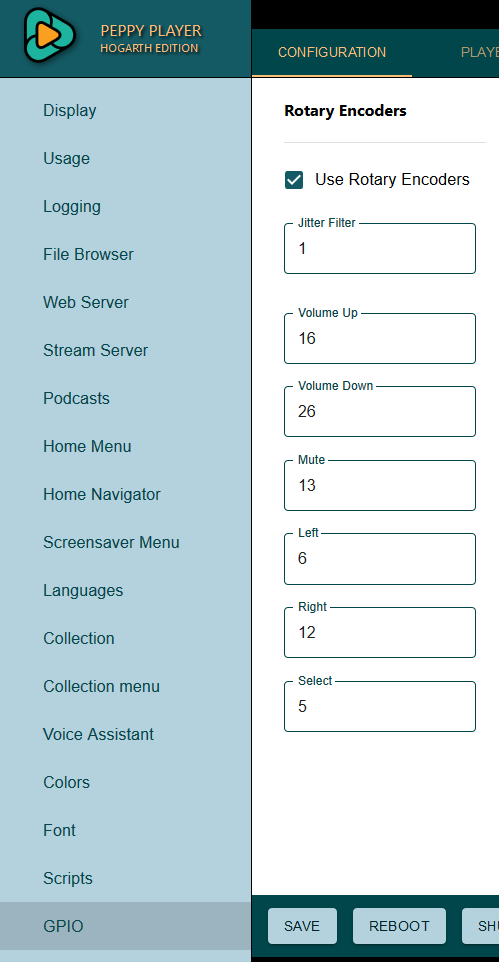 PEPPY PLAYER
HOGARTH EDITION
Display
Usage
Logging
File Browser
Web Server
Stream Server
Podcasts
Home Menu
Home Navigator
Screensaver Menu
Languages
Collection
Collection menu
Voice Assistant
Colors
Font
Scripts
GPIO
CONFIGURATION PLAYE
Rotary Encoders
Use Rotary Encoders
Jitter Filter
1
Volume Up
16
Volume Down
26
Mute
13
Left
6
Right
12
Select
5
SAVE REBOOT SHU